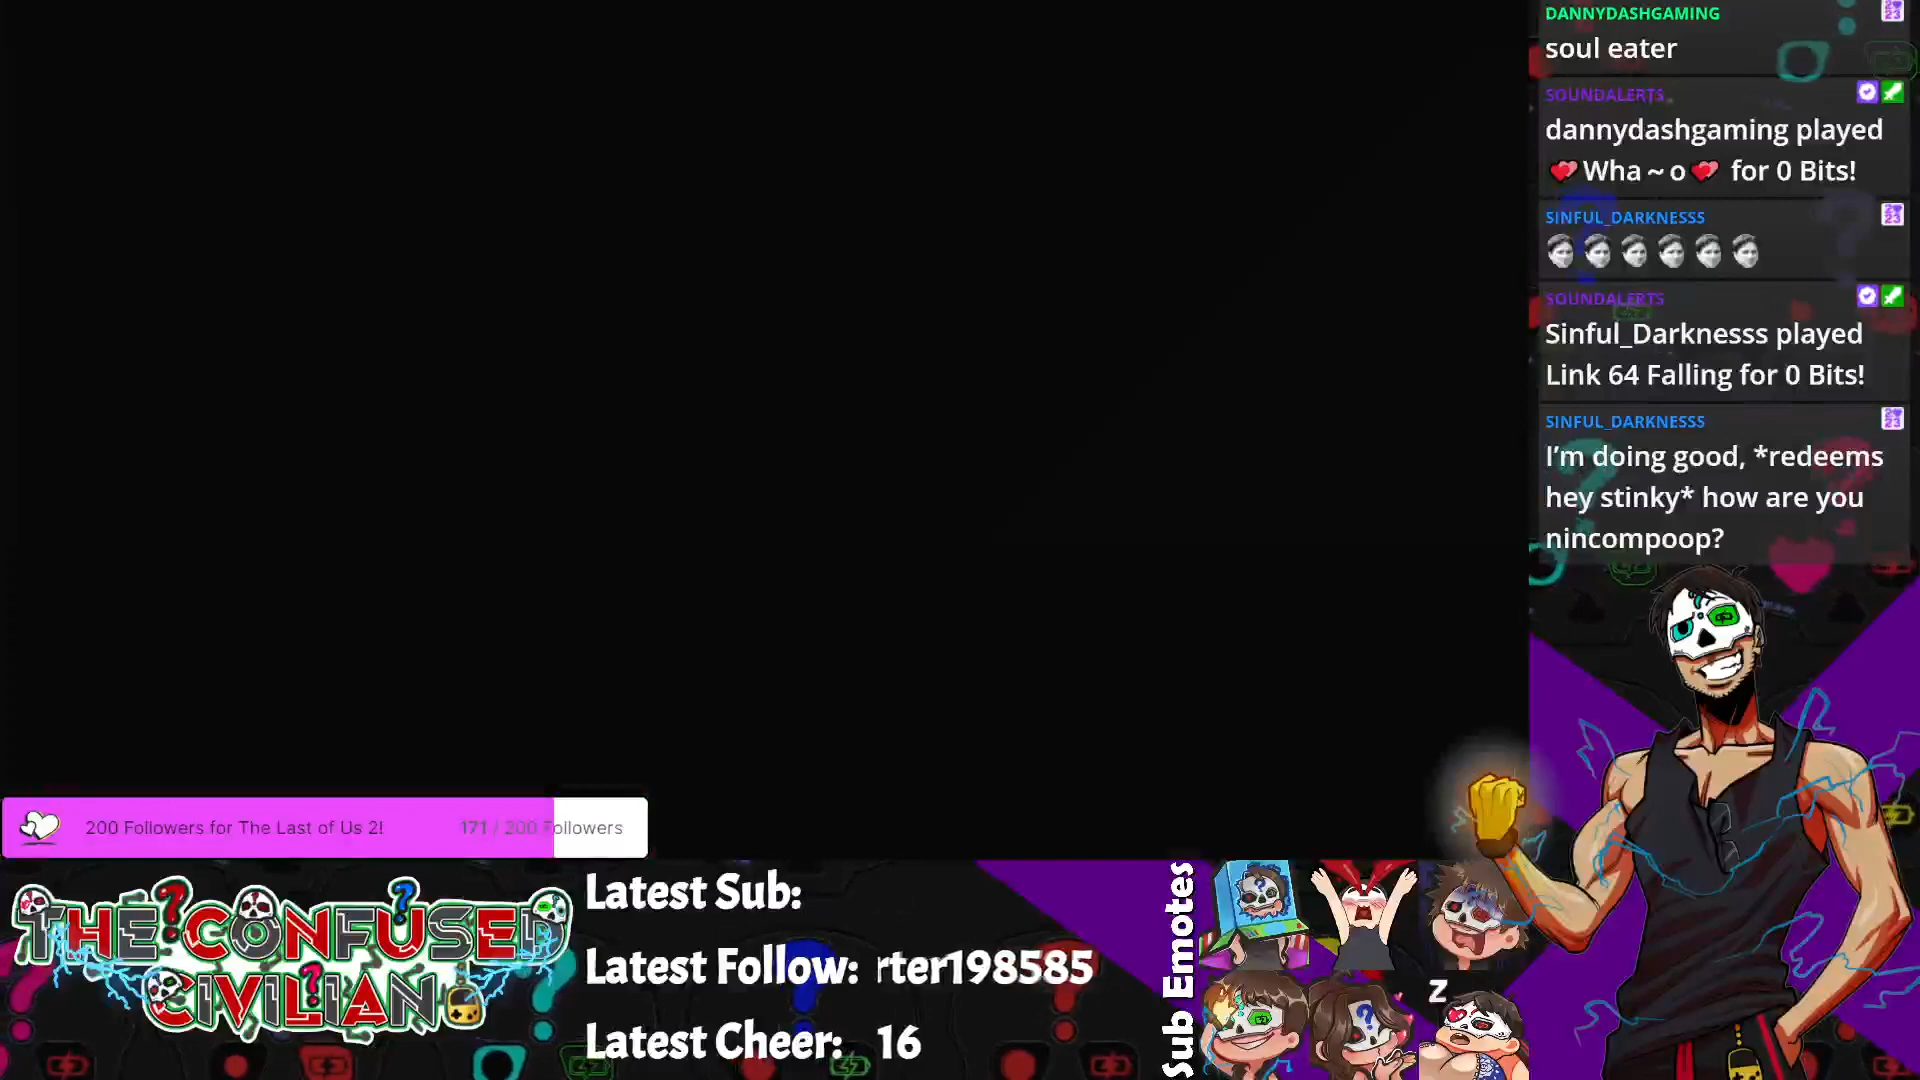 DANNYDASHGAMING
soul eater
SOUNDALERTS
dannydashgaming played
💕Wha~o💕 for 0 Bits!
SINFUL_DARKNESSS
SOUNDALERTS
Sinful_Darknesss played
Link 64 Falling for 0 Bits!
SINFUL_DARKNESSS
I’m doing good, *redeems
hey stinky* how are you
nincompoop?
200 Followers for The Last of Us 2! 171 / 200 Followers
THE CONFUSED
CIVILIAN
Latest Sub:
Latest Follow: rter198585
Latest Cheer: 16
Sub Emotes
Z